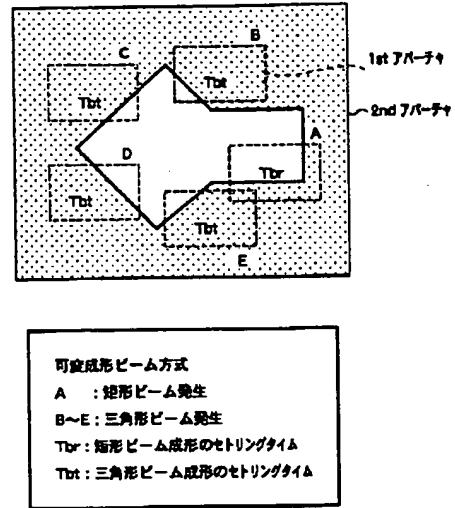 B
C
1st アパーチャ
Tbt
Tbt
2nd アパーチャ
A
D
Tbr
Tbt
Tbt
E
可変成形ビーム方式
A : 矩形ビーム発生
B~E : 三角形ビーム発生
Tbr : 矩形ビーム成形のセトリングタイム
Tbt : 三角形ビーム成形のセトリングタイム